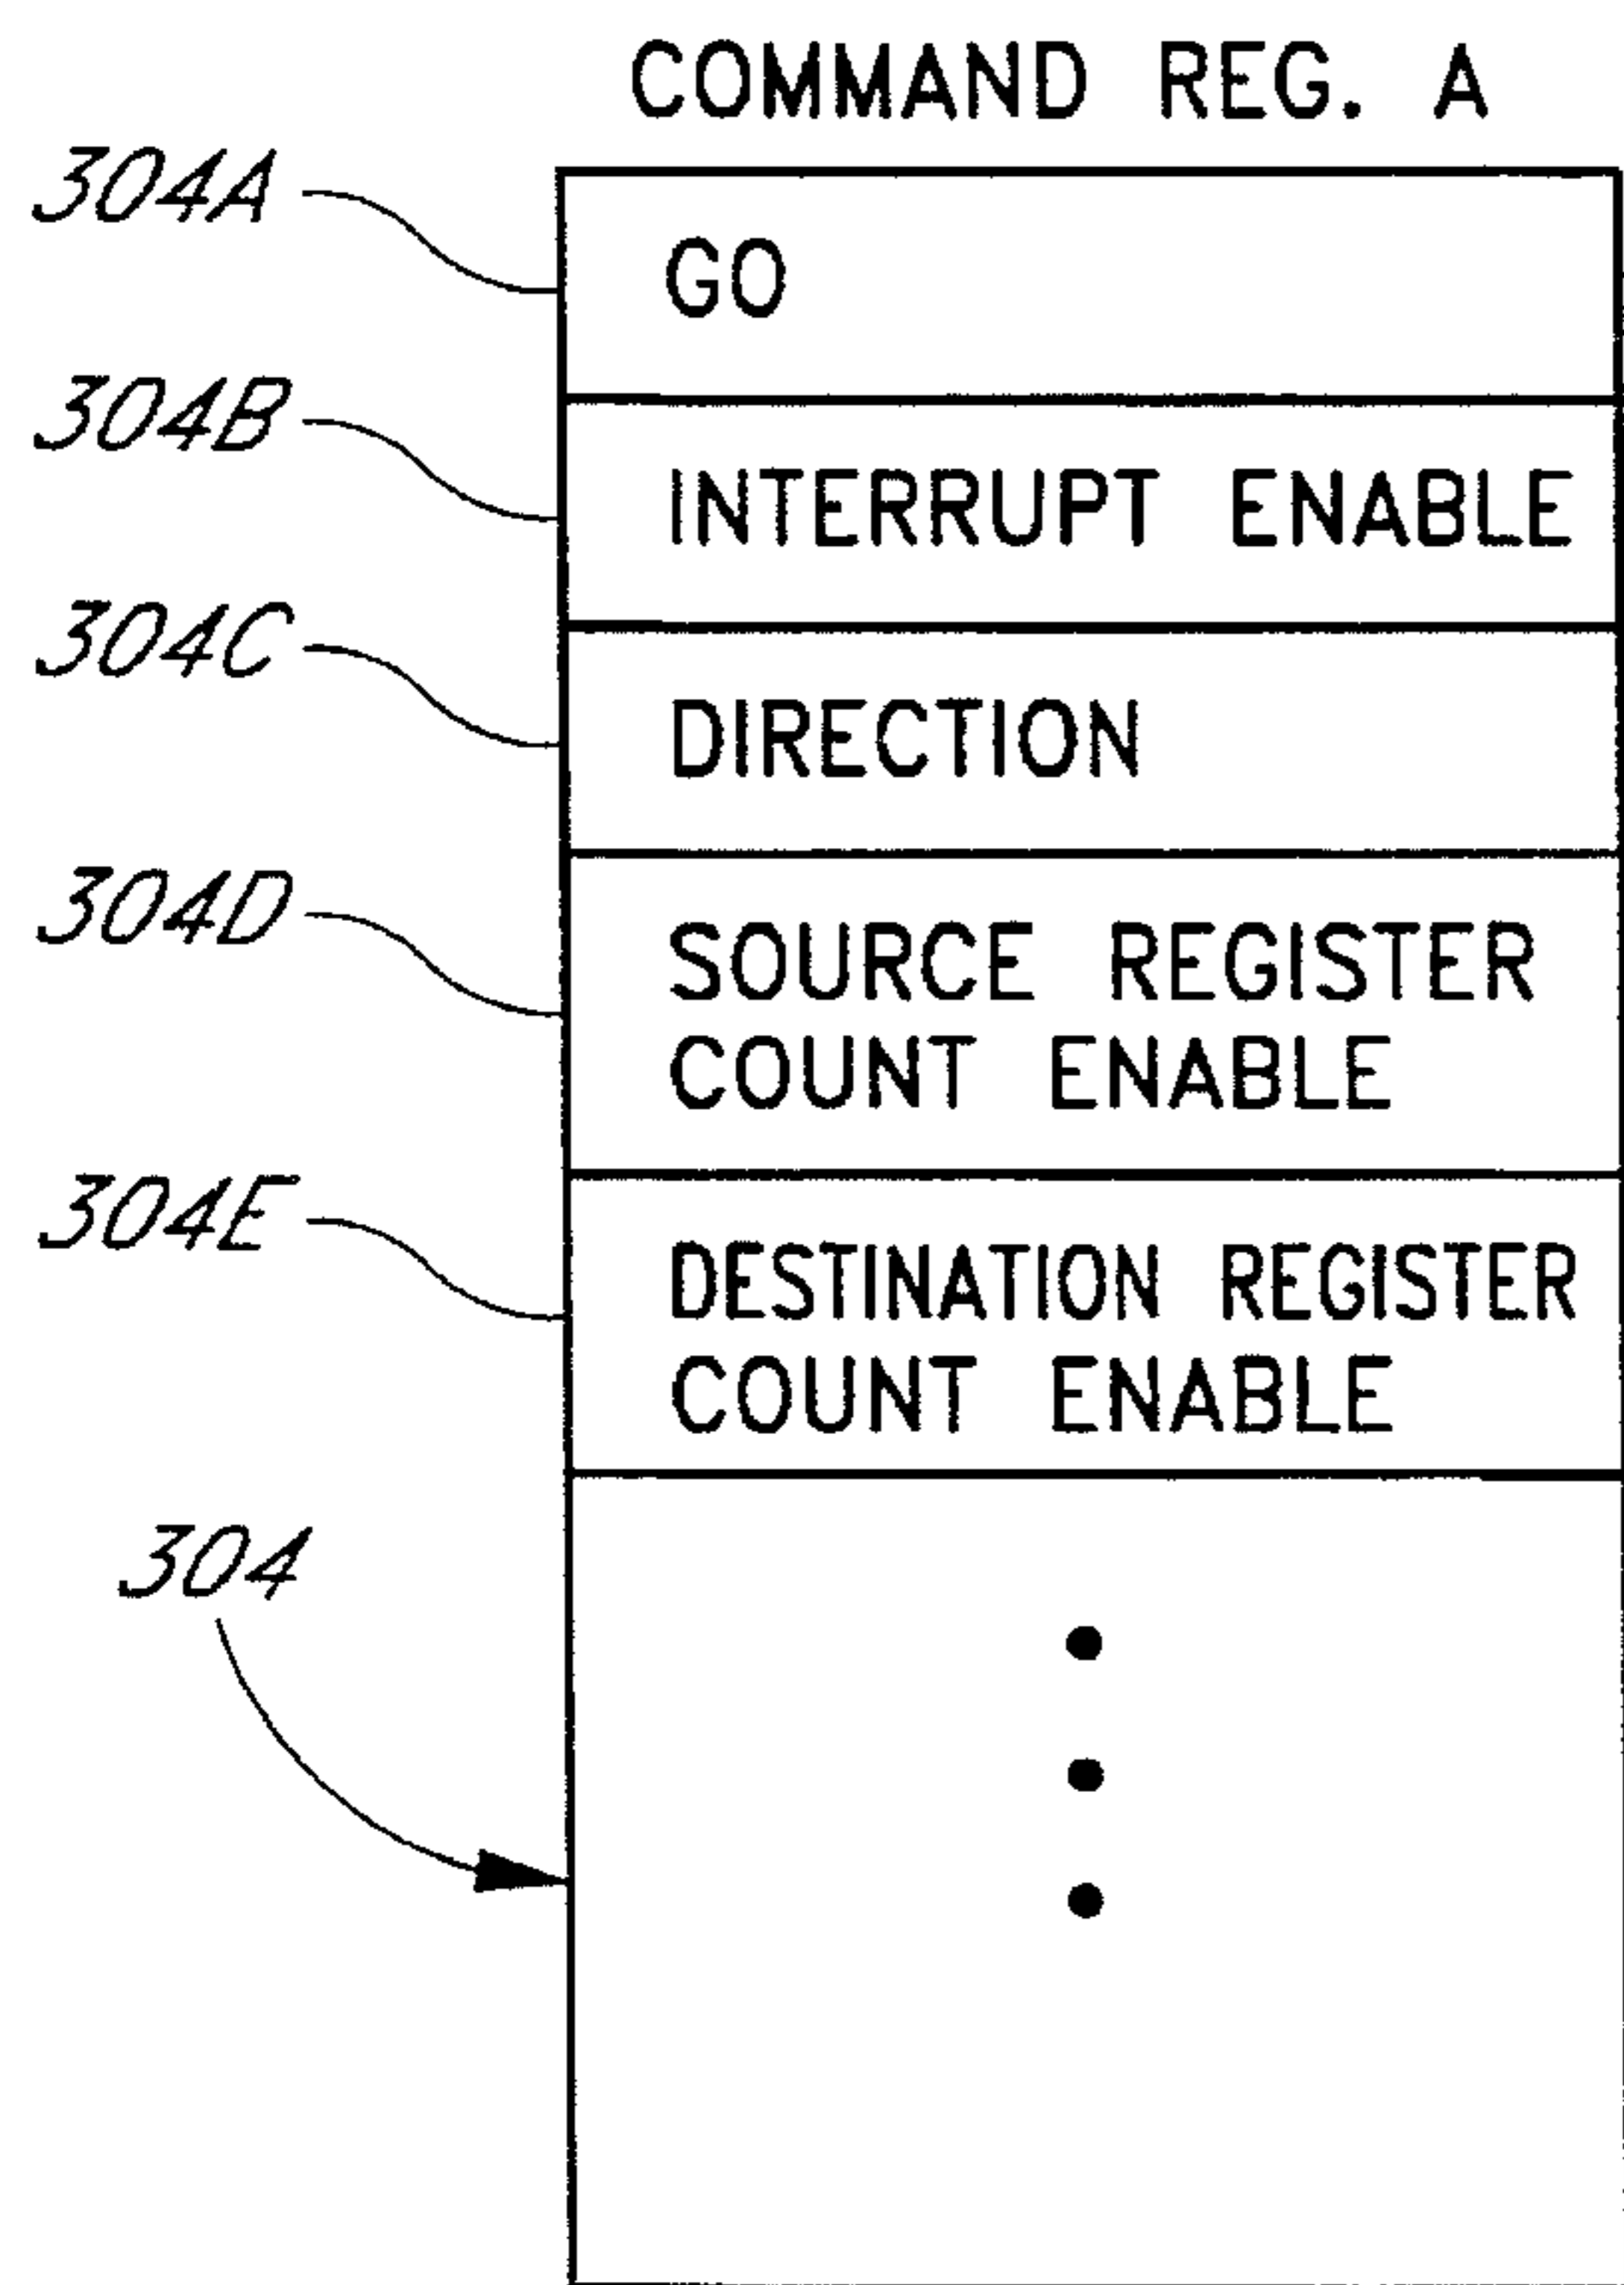 COMMAND REG. A
304A
GO
304B
INTERRUPT ENABLE
304C
DIRECTION
304D
SOURCE REGISTER
COUNT ENABLE
304E
DESTINATION REGISTER
COUNT ENABLE
304